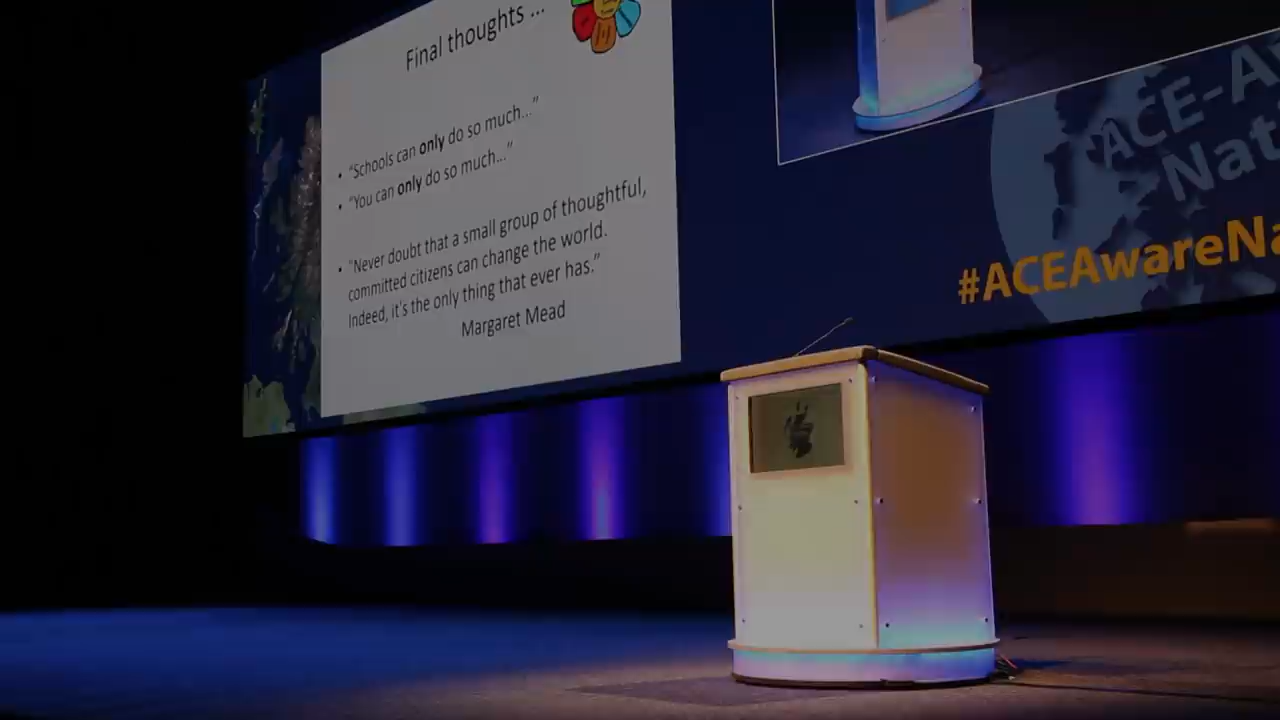 Final thoughts ...
• “Schools can only do so much...”
• “You can only do so much...”
• “Never doubt that a small group of thoughtful,
committed citizens can change the world.
Indeed, it’s the only thing that ever has.”
Margaret Mead
ACE-A
Nat
#ACEAwareNa